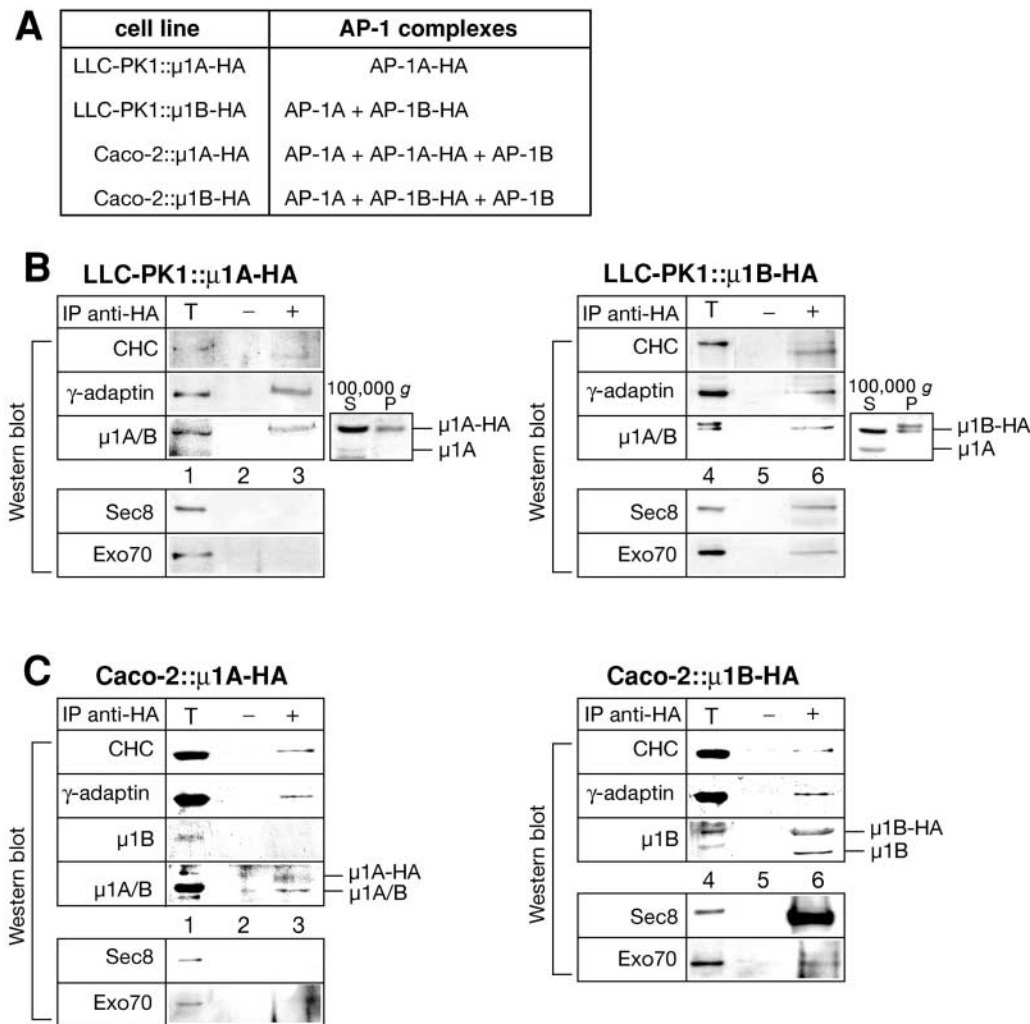 A
cell line AP-1 complexes
LLC-PK1::µ1A-HA AP-1A-HA
LLC-PK1::µ1B-HA AP-1A + AP-1B-HA
Caco-2::µ1A-HA AP-1A + AP-1A-HA + AP-1B
Caco-2::µ1B-HA AP-1A + AP-1B-HA + AP-1B
B
LLC-PK1::µ1A-HA
IP anti-HA T – +
Western blot
CHC
γ-adaptin
100,000 g
S P
µ1A/B
µ1A-HA
µ1A
1 2 3
Sec8
Exo70
LLC-PK1::µ1B-HA
IP anti-HA T – +
Western blot
CHC
γ-adaptin
100,000 g
S P
µ1A/B
µ1B-HA
µ1A
4 5 6
Sec8
Exo70
C
Caco-2::µ1A-HA
IP anti-HA T – +
Western blot
CHC
γ-adaptin
µ1B
µ1A/B
µ1A-HA
µ1A/B
1 2 3
Sec8
Exo70
Caco-2::µ1B-HA
IP anti-HA T – +
Western blot
CHC
γ-adaptin
µ1B
µ1B-HA
µ1B
4 5 6
Sec8
Exo70